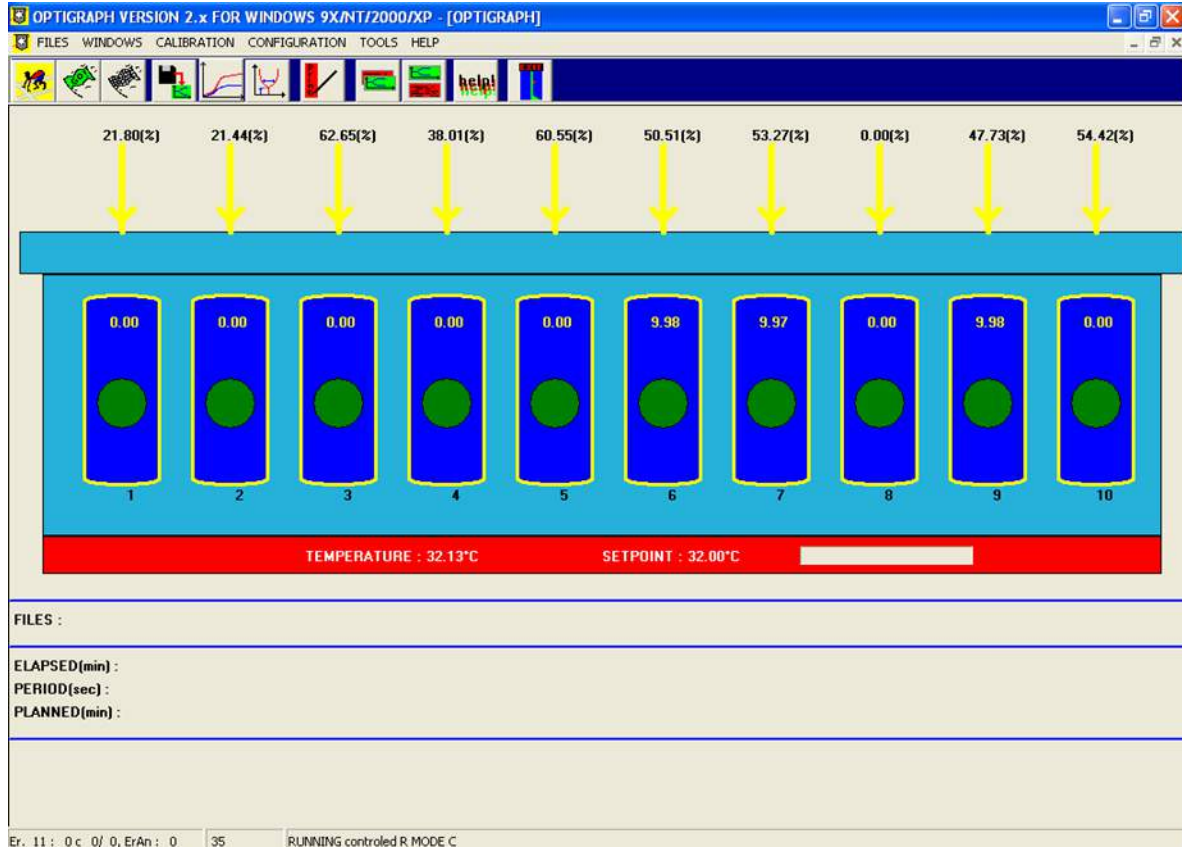 OPTIGRAPH VERSION 2.x FOR WINDOWS 9X/NT/2000/XP - [OPTIGRAPH]
FILES WINDOWS CALIBRATION CONFIGURATION TOOLS HELP
help!
EXIT
21.80(%) 21.44(%) 62.65(%) 38.01(%) 60.55(%) 50.51(%) 53.27(%) 0.00(%) 47.73(%) 54.42(%)
0.00 0.00 0.00 0.00 0.00 9.98 9.97 0.00 9.98 0.00
1 2 3 4 5 6 7 8 9 10
TEMPERATURE : 32.13°C SETPOINT : 32.00°C
FILES :
ELAPSED(min) :
PERIOD(sec) :
PLANNED(min) :
Er. 11 : 0 c 0/ 0, ErAn : 0 35 RUNNING controled R MODE C